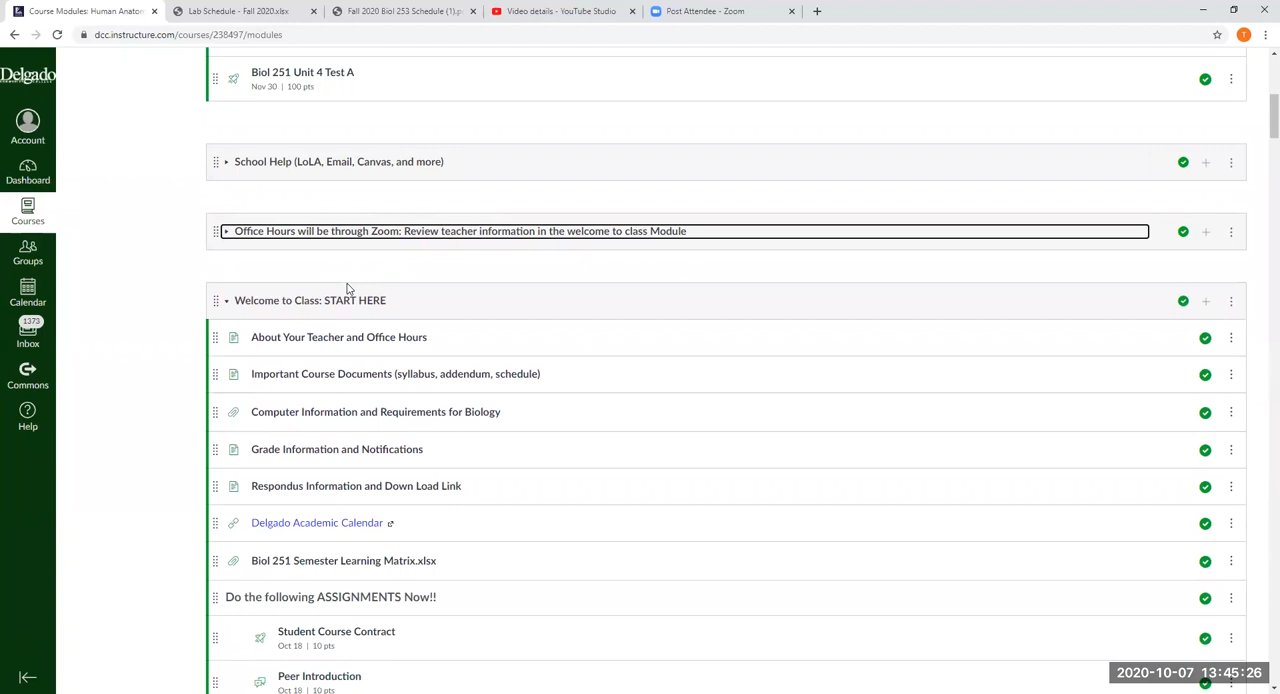 Course Modules: Human Anatom
Lab Schedule - Fall 2020.xlsx
Fall 2020 Biol 253 Schedule (1).p
Video details - YouTube Studio
Post Attendee - Zoom
dcc.instructure.com/courses/238497/modules
T
Delgado
Account
Dashboard
Courses
Groups
Calendar
1373
Inbox
Commons
Help
Biol 251 Unit 4 Test A
Nov 30 | 100 pts
School Help (LoLA, Email, Canvas, and more)
Office Hours will be through Zoom: Review teacher information in the welcome to class Module
Welcome to Class: START HERE
About Your Teacher and Office Hours
Important Course Documents (syllabus, addendum, schedule)
Computer Information and Requirements for Biology
Grade Information and Notifications
Respondus Information and Down Load Link
Delgado Academic Calendar
Biol 251 Semester Learning Matrix.xlsx
Do the following ASSIGNMENTS Now!!
Student Course Contract
Oct 18 | 10 pts
Peer Introduction
Oct 18 | 10 pts
2020-10-07 13:45:26